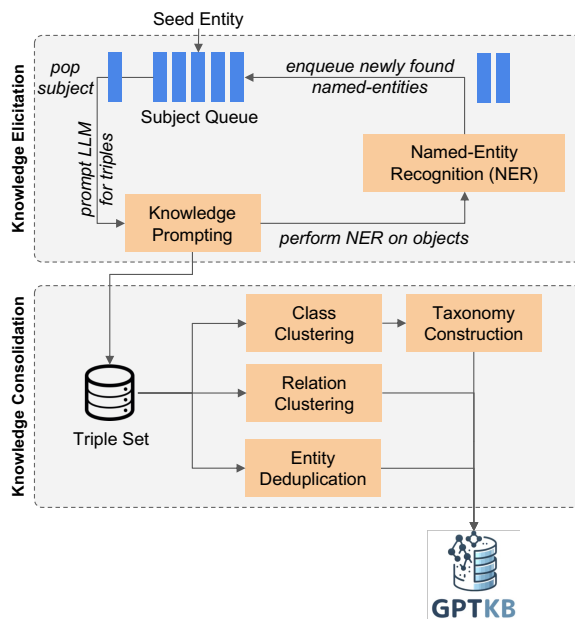 Seed Entity
pop
subject
enqueue newly found
named-entities
Subject Queue
prompt LLM
for triples
Named-Entity
Recognition (NER)
Knowledge
Prompting
perform NER on objects
Knowledge Elicitation
Class
Clustering
Taxonomy
Construction
Relation
Clustering
Triple Set
Entity
Deduplication
Knowledge Consolidation
GPTKB